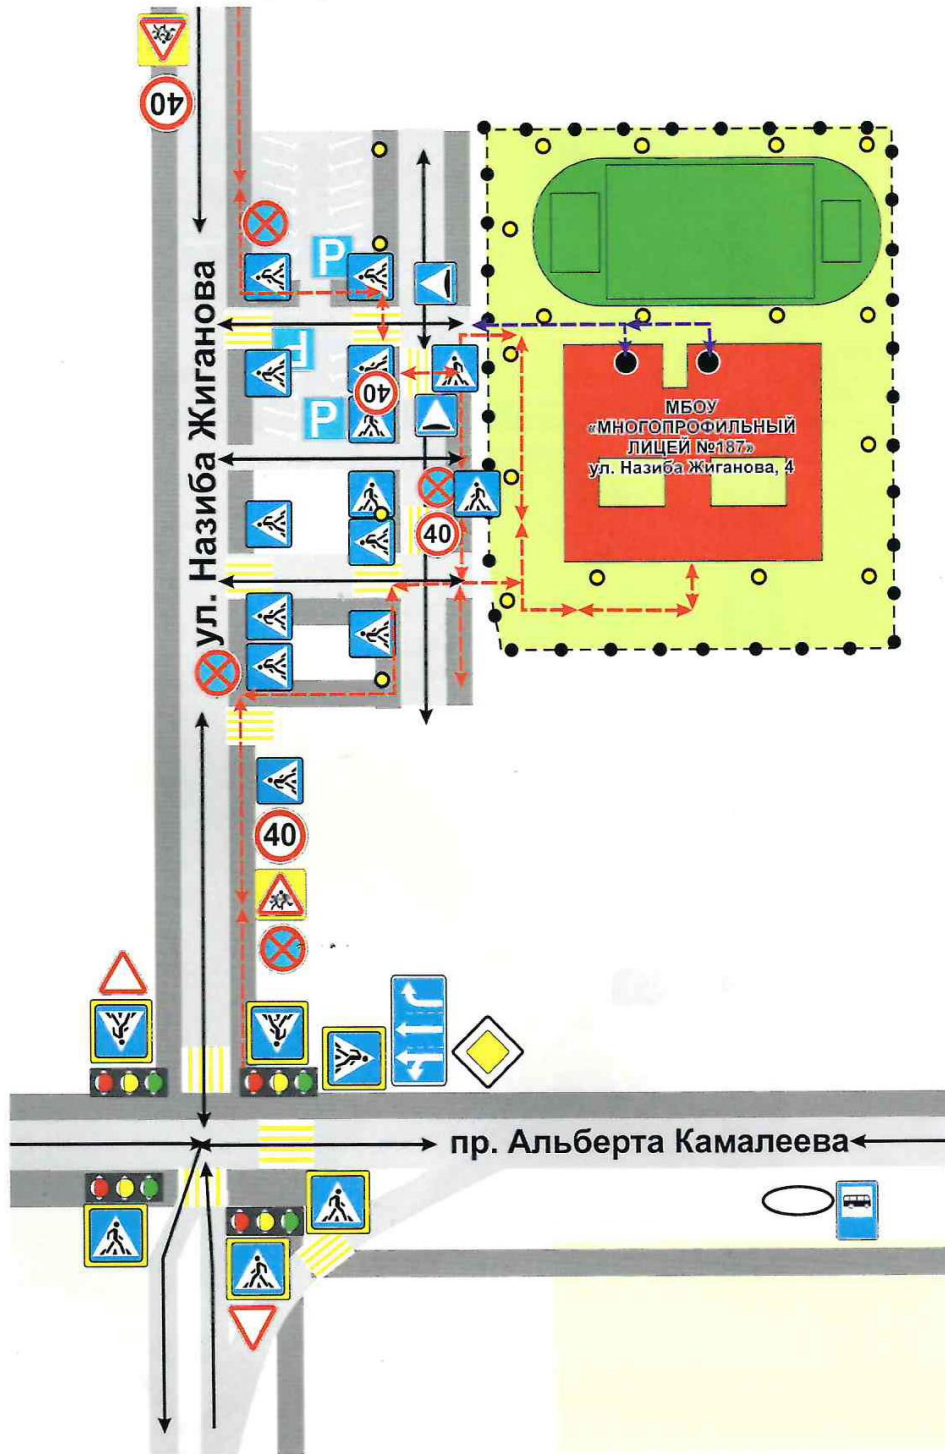 40
P
ул. Назиба Жиганова
P
40
P
МБОУ
«МНОГОПРОФИЛЬНЫЙ
ЛИЦЕЙ №187»
ул. Назиба Жиганова, 4
40
40
пр. Альберта Камалеева